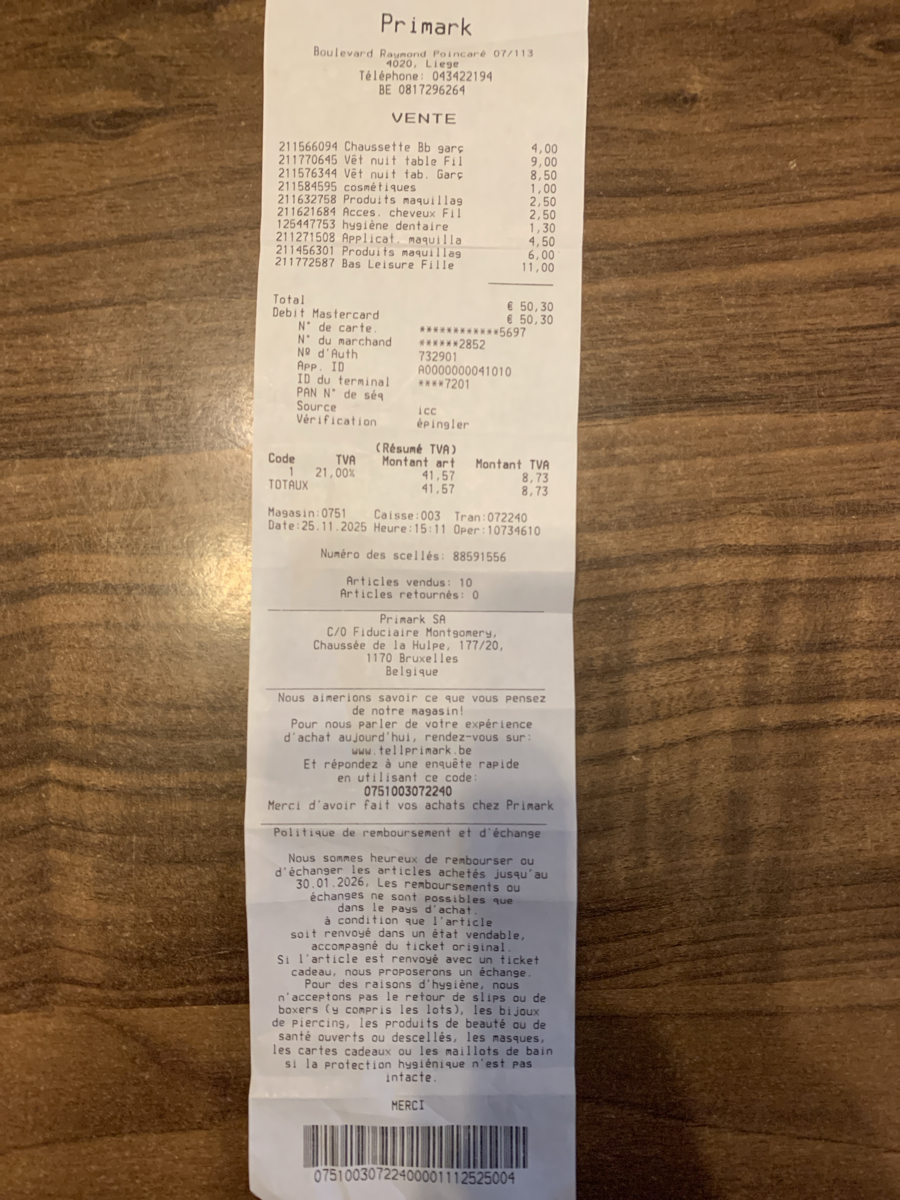 Primark
Boulevard Raymond Poincaré 07/113
4020, Liege
Téléphone: 043422194
BE 0817296264
VENTE
211566094 Chaussette Bb garç 4,00
211770645 Vêt nuit table Fil 9,00
211576344 Vêt nuit tab. Garç 8,50
211584595 cosmétiques 1,00
211632758 Produits maquillag 2,50
211621684 Acces. cheveux Fil 2,50
125447753 hygiène dentaire 1,30
211271508 Applicat. maquilla 4,50
211456301 Produits maquillag 6,00
211772587 Bas Leisure Fille 11,00
Total € 50,30
Debit Mastercard € 50,30
N° de carte. ************5697
N° du marchand ******2852
Nº d'Auth 732901
App. ID A0000000041010
ID du terminal ****7201
PAN N° de séq
Source icc
Vérification épingler
(Résumé TVA)
Code TVA Montant art Montant TVA
1 21,00% 41,57 8,73
TOTAUX 41,57 8,73
Magasin:0751 Caisse:003 Tran:072240
Date:25.11.2025 Heure:15:11 Oper:10734610
Numéro des scellés: 88591556
Articles vendus: 10
Articles retournés: 0
Primark SA
C/O Fiduciaire Montgomery,
Chaussée de la Hulpe, 177/20,
1170 Bruxelles
Belgique
Nous aimerions savoir ce que vous pensez
de notre magasin!
Pour nous parler de votre expérience
d'achat aujourd'hui, rendez-vous sur:
www.tellprimark.be
Et répondez à une enquête rapide
en utilisant ce code:
0751003072240
Merci d'avoir fait vos achats chez Primark
Politique de remboursement et d'échange
Nous sommes heureux de rembourser ou
d'échanger les articles achetés jusqu'au
30.01.2026, Les remboursements ou
échanges ne sont possibles que
dans le pays d'achat.
à condition que l'article
soit renvoyé dans un état vendable,
accompagné du ticket original.
Si l'article est renvoyé avec un ticket
cadeau, nous proposerons un échange.
Pour des raisons d'hygiène, nous
n'acceptons pas le retour de slips ou de
boxers (y compris les lots), les bijoux
de piercing, les produits de beauté ou de
santé ouverts ou descellés, les masques,
les cartes cadeaux ou les maillots de bain
si la protection hygiénique n'est pas
intacte.
MERCI
0751003072240001112525004